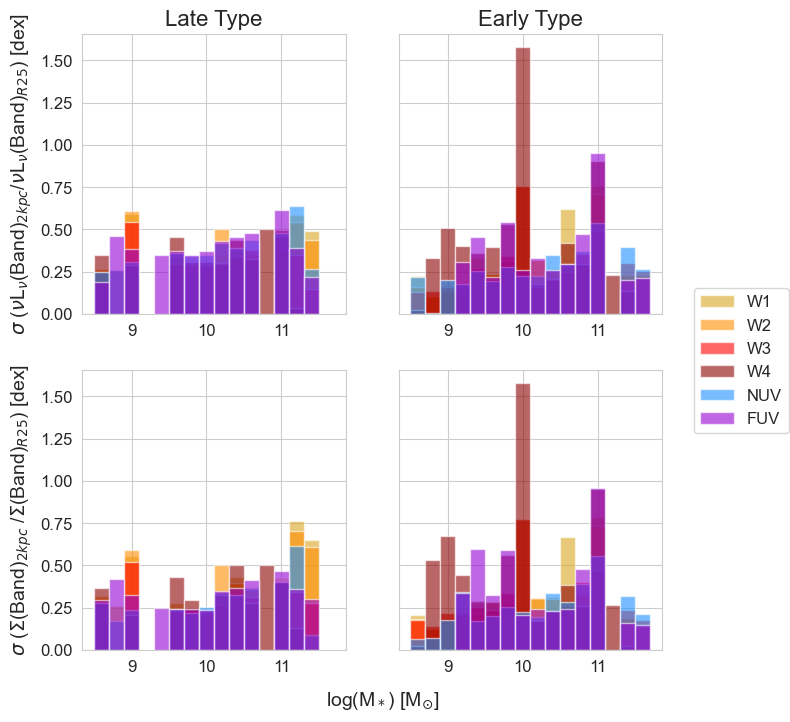 Late Type
Early Type
σ (νLν(Band)2kpc/νLν(Band)R25) [dex]
1.50
1.25
1.00
0.75
0.50
0.25
0.00
9 10 11
9 10 11
W1
W2
W3
W4
NUV
FUV
σ (Σ(Band)2kpc /Σ(Band)R25) [dex]
1.50
1.25
1.00
0.75
0.50
0.25
0.00
9 10 11
9 10 11
log(M*) [M⊙]